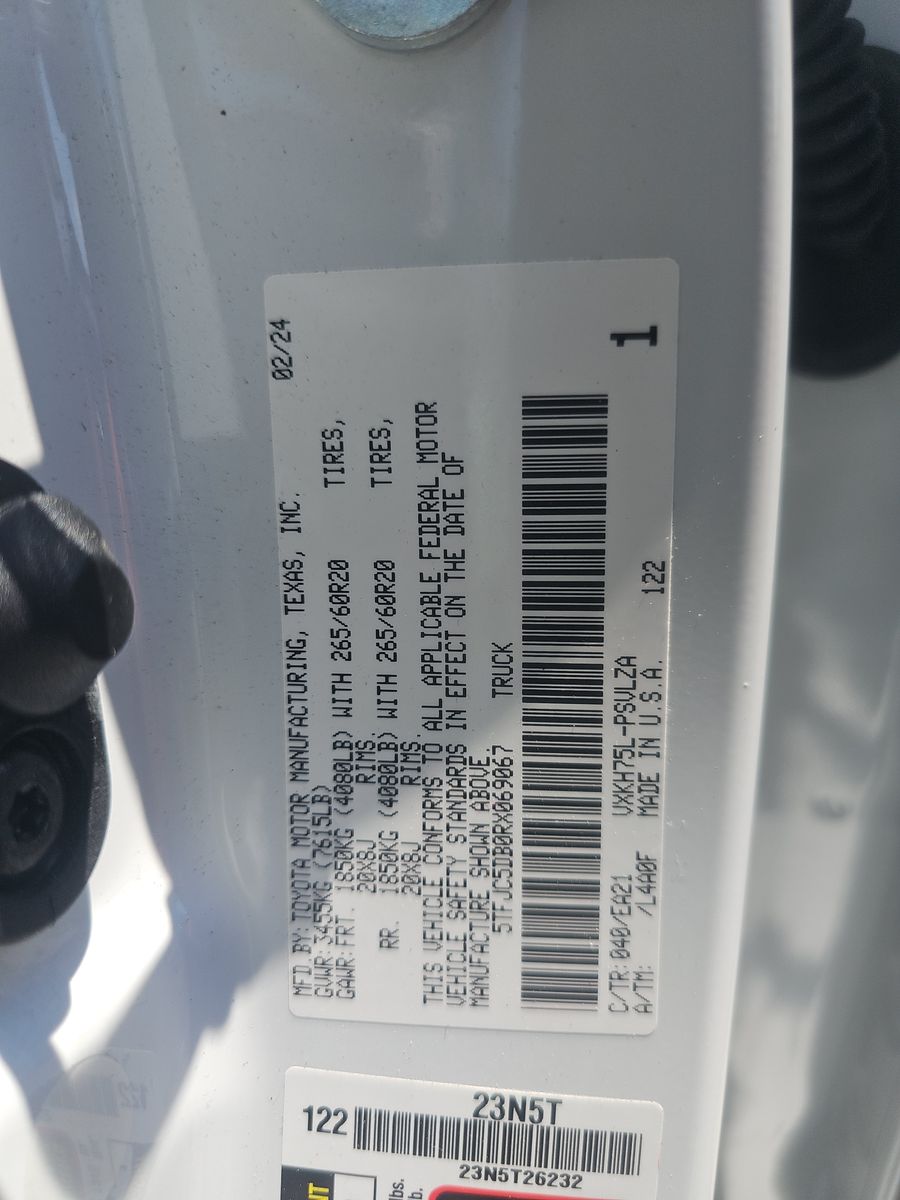 02/24
MFD.BY: TOYOTA MOTOR MANUFACTURING, TEXAS, INC.
GVWR: 3455KG (7615LB)
GAWR: FRT. 1850KG (4080LB) WITH 265/60R20 TIRES,
20X8J RIMS.
RR. 1850KG (4080LB) WITH 265/60R20 TIRES,
20X8J RIMS.
THIS VEHICLE CONFORMS TO ALL APPLICABLE FEDERAL MOTOR
VEHICLE SAFETY STANDARDS IN EFFECT ON THE DATE OF
MANUFACTURE SHOWN ABOVE.
5TFJC5DB0RX069067 TRUCK
1
C/TR: 040/EA21 VXKH75L-PSVLZA
A/TM: /L4A0F MADE IN U.S.A. 122
23N5T
122
23N5T26232
lbs.